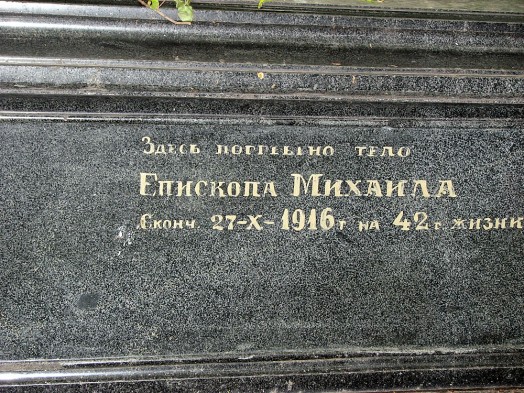 Здесь погребено тело
Епископа Михаила
Сконч. 27-X-1916 г. на 42 г. жизни